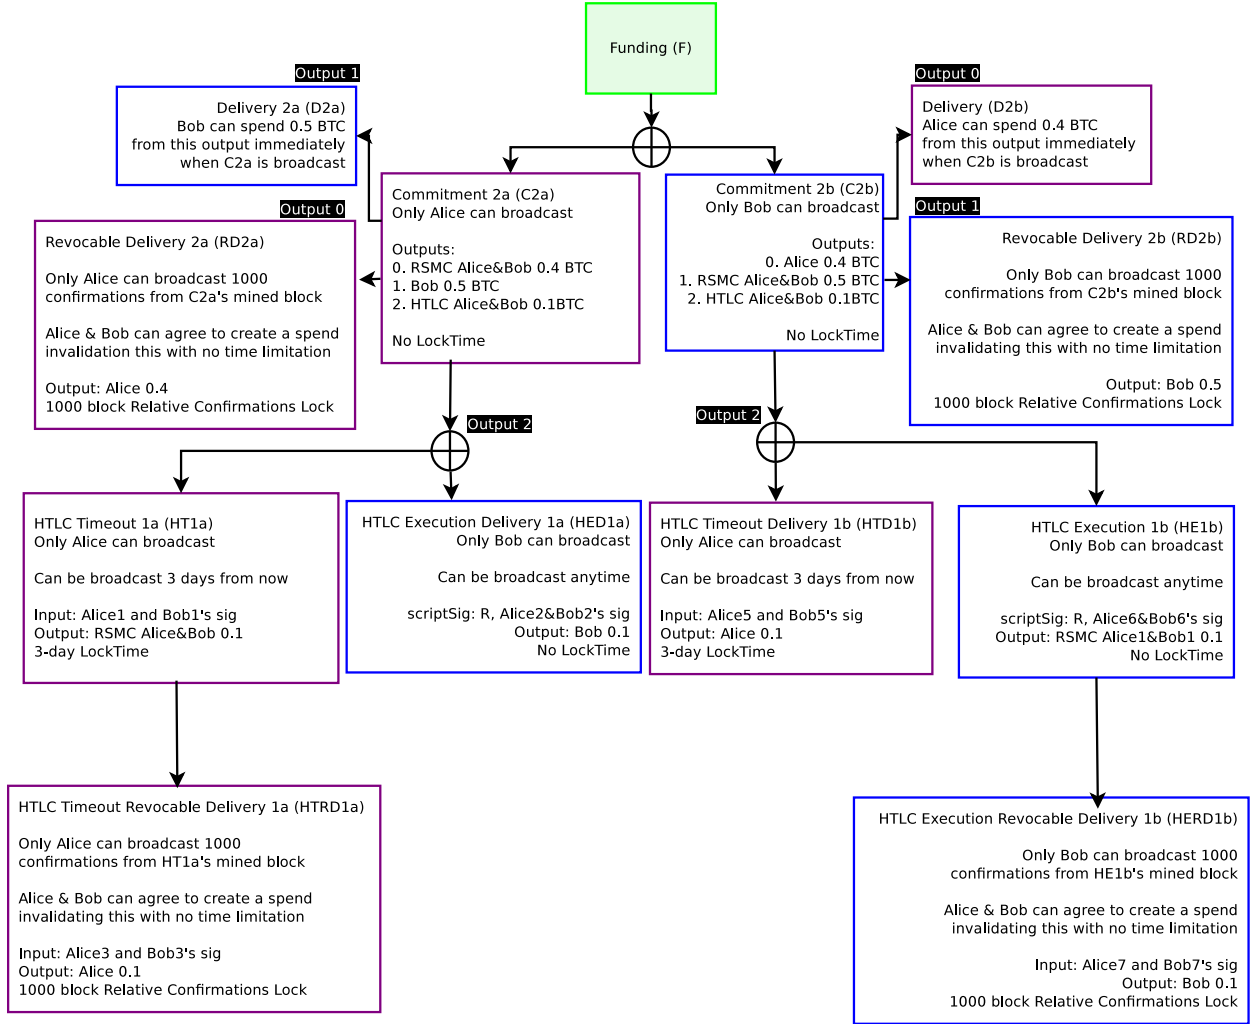 Funding (F)
Output 1
Delivery 2a (D2a)
Bob can spend 0.5 BTC
from this output immediately
when C2a is broadcast
Output 0
Delivery (D2b)
Alice can spend 0.4 BTC
from this output immediately
when C2b is broadcast
Commitment 2a (C2a)
Only Alice can broadcast
Outputs:
0. RSMC Alice&Bob 0.4 BTC
1. Bob 0.5 BTC
2. HTLC Alice&Bob 0.1BTC
No LockTime
Commitment 2b (C2b)
Only Bob can broadcast
Outputs:
0. Alice 0.4 BTC
1. RSMC Alice&Bob 0.5 BTC
2. HTLC Alice&Bob 0.1BTC
No LockTime
Output 0
Revocable Delivery 2a (RD2a)
Only Alice can broadcast 1000
confirmations from C2a's mined block
Alice & Bob can agree to create a spend
invalidation this with no time limitation
Output: Alice 0.4
1000 block Relative Confirmations Lock
Output 1
Revocable Delivery 2b (RD2b)
Only Bob can broadcast 1000
confirmations from C2b's mined block
Alice & Bob can agree to create a spend
invalidating this with no time limitation
Output: Bob 0.5
1000 block Relative Confirmations Lock
Output 2
Output 2
HTLC Timeout 1a (HT1a)
Only Alice can broadcast
Can be broadcast 3 days from now
Input: Alice1 and Bob1's sig
Output: RSMC Alice&Bob 0.1
3-day LockTime
HTLC Execution Delivery 1a (HED1a)
Only Bob can broadcast
Can be broadcast anytime
scriptSig: R, Alice2&Bob2's sig
Output: Bob 0.1
No LockTime
HTLC Timeout Delivery 1b (HTD1b)
Only Alice can broadcast
Can be broadcast 3 days from now
Input: Alice5 and Bob5's sig
Output: Alice 0.1
3-day LockTime
HTLC Execution 1b (HE1b)
Only Bob can broadcast
Can be broadcast anytime
scriptSig: R, Alice6&Bob6's sig
Output: RSMC Alice1&Bob1 0.1
No LockTime
HTLC Timeout Revocable Delivery 1a (HTRD1a)
Only Alice can broadcast 1000
confirmations from HT1a's mined block
Alice & Bob can agree to create a spend
invalidating this with no time limitation
Input: Alice3 and Bob3's sig
Output: Alice 0.1
1000 block Relative Confirmations Lock
HTLC Execution Revocable Delivery 1b (HERD1b)
Only Bob can broadcast 1000
confirmations from HE1b's mined block
Alice & Bob can agree to create a spend
invalidating this with no time limitation
Input: Alice7 and Bob7's sig
Output: Bob 0.1
1000 block Relative Confirmations Lock